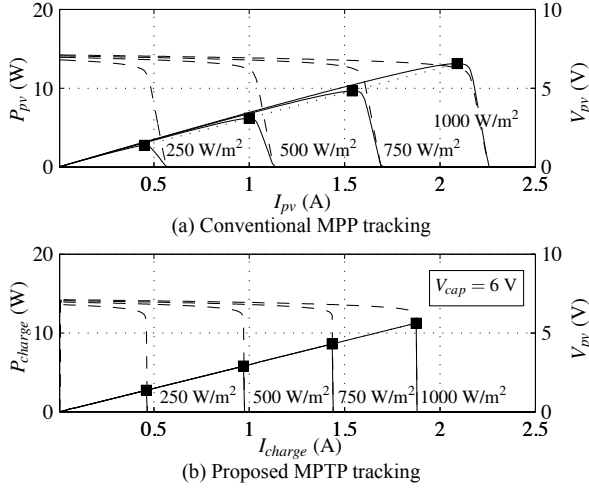 20
10
0
P_pv (W)
10
5
0
V_pv (V)
250 W/m²
500 W/m²
750 W/m²
1000 W/m²
0.5
1
1.5
2
2.5
I_pv (A)
(a) Conventional MPP tracking
20
10
0
P_charge (W)
10
5
0
V_pv (V)
V_cap = 6 V
250 W/m²
500 W/m²
750 W/m²
1000 W/m²
0.5
1
1.5
2
2.5
I_charge (A)
(b) Proposed MPTP tracking